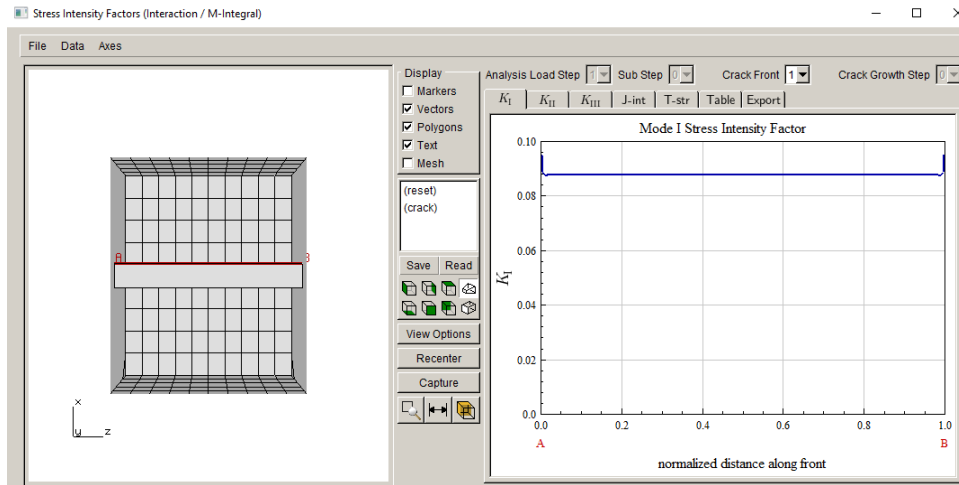 Stress Intensity Factors (Interaction / M-Integral)
File Data Axes
Display
Markers
Vectors
Polygons
Text
Mesh
(reset)
(crack)
Save Read
View Options
Recenter
Capture
A B
x
y z
Analysis Load Step 1 Sub Step 0 Crack Front 1 Crack Growth Step 0
KI KII KIII J-int T-str Table Export
Mode I Stress Intensity Factor
0.10
0.08
0.06
KI
0.04
0.02
0.0
0.0 0.2 0.4 0.6 0.8 1.0
A B
normalized distance along front